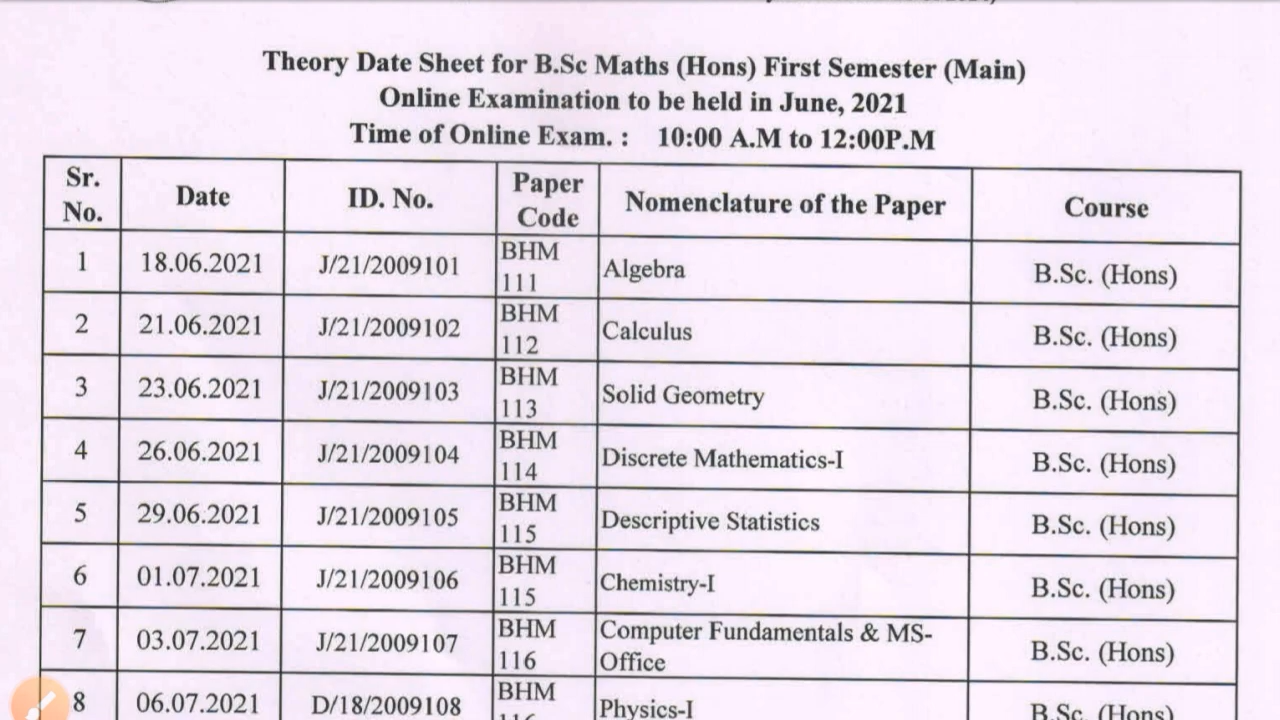 Theory Date Sheet for B.Sc Maths (Hons) First Semester (Main)
Online Examination to be held in June, 2021
Time of Online Exam. : 10:00 A.M to 12:00P.M
Sr. No. Date ID. No. Paper Code Nomenclature of the Paper Course
1 18.06.2021 J/21/2009101 BHM 111 Algebra B.Sc. (Hons)
2 21.06.2021 J/21/2009102 BHM 112 Calculus B.Sc. (Hons)
3 23.06.2021 J/21/2009103 BHM 113 Solid Geometry B.Sc. (Hons)
4 26.06.2021 J/21/2009104 BHM 114 Discrete Mathematics-I B.Sc. (Hons)
5 29.06.2021 J/21/2009105 BHM 115 Descriptive Statistics B.Sc. (Hons)
6 01.07.2021 J/21/2009106 BHM 115 Chemistry-I B.Sc. (Hons)
7 03.07.2021 J/21/2009107 BHM 116 Computer Fundamentals & MS-Office B.Sc. (Hons)
8 06.07.2021 D/18/2009108 BHM 116 Physics-I B.Sc. (Hons)